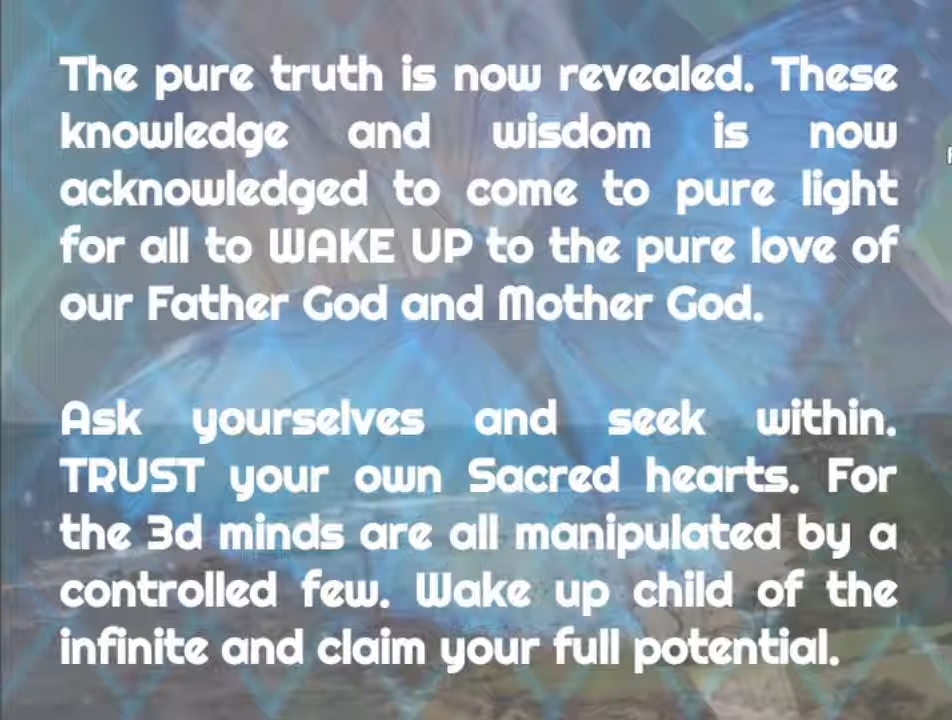 The pure truth is now revealed. These
knowledge and wisdom is now
acknowledged to come to pure light
for all to WAKE UP to the pure love of
our Father God and Mother God.
Ask yourselves and seek within.
TRUST your own Sacred hearts. For
the 3d minds are all manipulated by a
controlled few. Wake up child of the
infinite and claim your full potential.